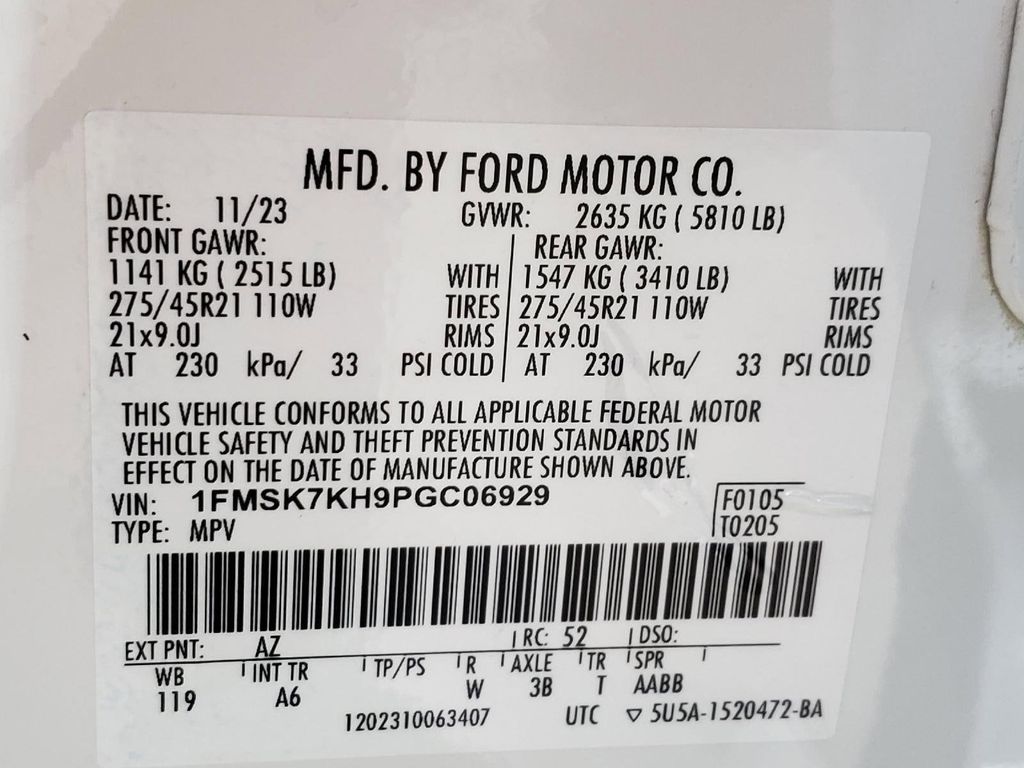 MFD. BY FORD MOTOR CO.
DATE: 11/23 GVWR: 2635 KG ( 5810 LB)
FRONT GAWR: REAR GAWR:
1141 KG ( 2515 LB) WITH 1547 KG ( 3410 LB) WITH
275/45R21 110W TIRES 275/45R21 110W TIRES
21x9.0J RIMS 21x9.0J RIMS
AT 230 kPa/ 33 PSI COLD AT 230 kPa/ 33 PSI COLD
THIS VEHICLE CONFORMS TO ALL APPLICABLE FEDERAL MOTOR
VEHICLE SAFETY AND THEFT PREVENTION STANDARDS IN
EFFECT ON THE DATE OF MANUFACTURE SHOWN ABOVE.
VIN: 1FMSK7KH9PGC06929 F0105
TYPE: MPV T0205
EXT PNT: AZ RC: 52 DSO:
WB INT TR TP/PS R AXLE TR SPR
119 A6 W 3B T AABB
1202310063407 UTC ▽ 5U5A-1520472-BA